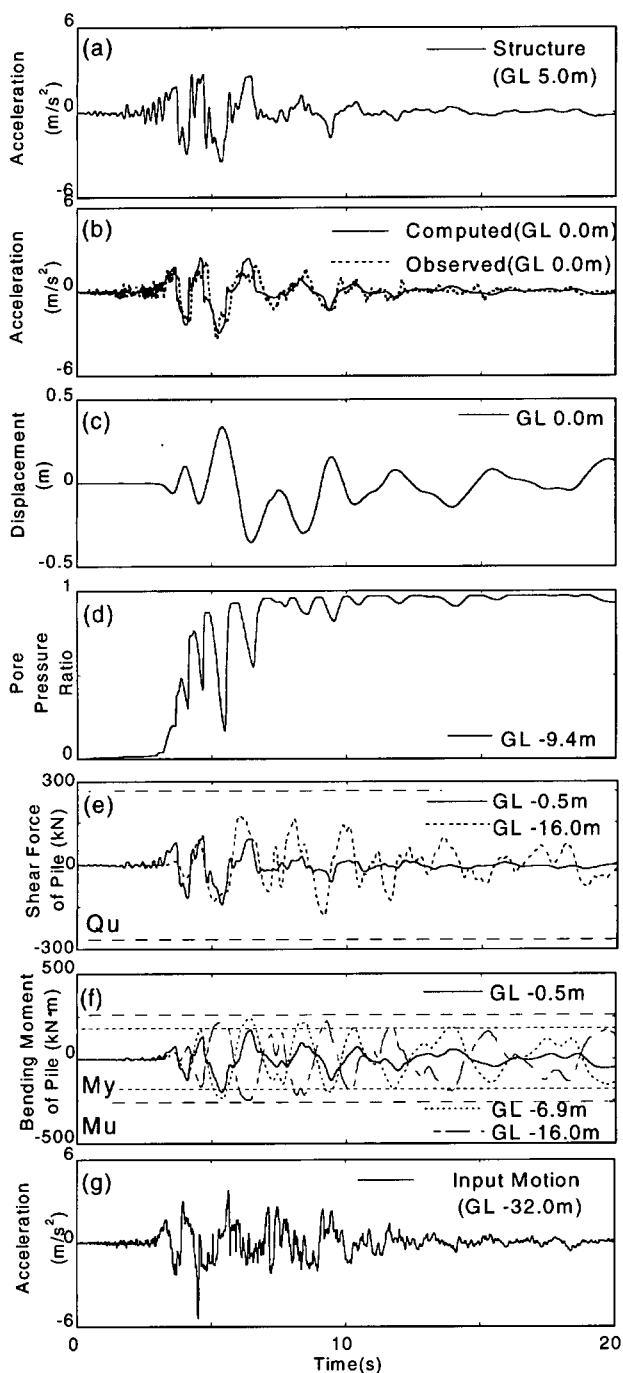 6
(a)
Structure
(GL 5.0m)
0
Acceleration
(m/s²)
-6
6
(b)
Computed(GL 0.0m)
Observed(GL 0.0m)
0
Acceleration
(m/s²)
-6
0.5
(c)
GL 0.0m
0
Displacement
(m)
-0.5
1
(d)
Pore
Pressure
Ratio
GL -9.4m
0
300
(e)
GL -0.5m
GL -16.0m
0
Shear Force
of Pile (kN)
Qu
-300
500
(f)
GL -0.5m
0
Bending Moment
of Pile (kN·m)
My
GL -6.9m
Mu
GL -16.0m
-500
6
(g)
Input Motion
(GL -32.0m)
0
Acceleration
(m/s²)
-6
0
10
20
Time(s)